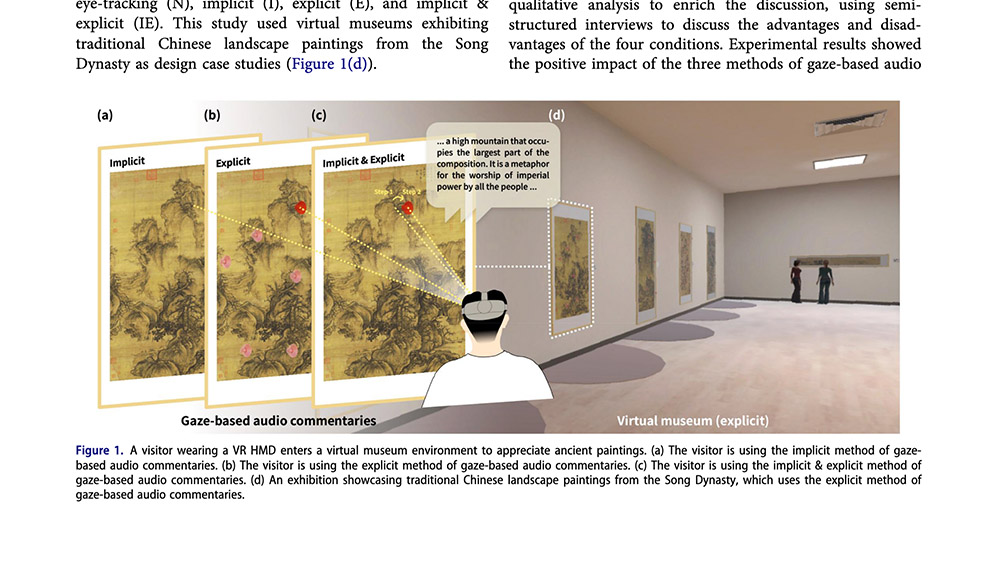 eye-tracking (N), implicit (I), explicit (E), and implicit &
explicit (IE). This study used virtual museums exhibiting
traditional Chinese landscape paintings from the Song
Dynasty as design case studies (Figure 1(d)).
qualitative analysis to enrich the discussion, using semi-
structured interviews to discuss the advantages and disad-
vantages of the four conditions. Experimental results showed
the positive impact of the three methods of gaze-based audio
(a)
(b)
(c)
(d)
Implicit
Explicit
Implicit & Explicit
... a high mountain that occu-
pies the largest part of the
composition. It is a metaphor
for the worship of imperial
power by all the people ...
Step 1
Step 2
Gaze-based audio commentaries
Virtual museum (explicit)
Figure 1. A visitor wearing a VR HMD enters a virtual museum environment to appreciate ancient paintings. (a) The visitor is using the implicit method of gaze-
based audio commentaries. (b) The visitor is using the explicit method of gaze-based audio commentaries. (c) The visitor is using the implicit & explicit method of
gaze-based audio commentaries. (d) An exhibition showcasing traditional Chinese landscape paintings from the Song Dynasty, which uses the explicit method of
gaze-based audio commentaries.